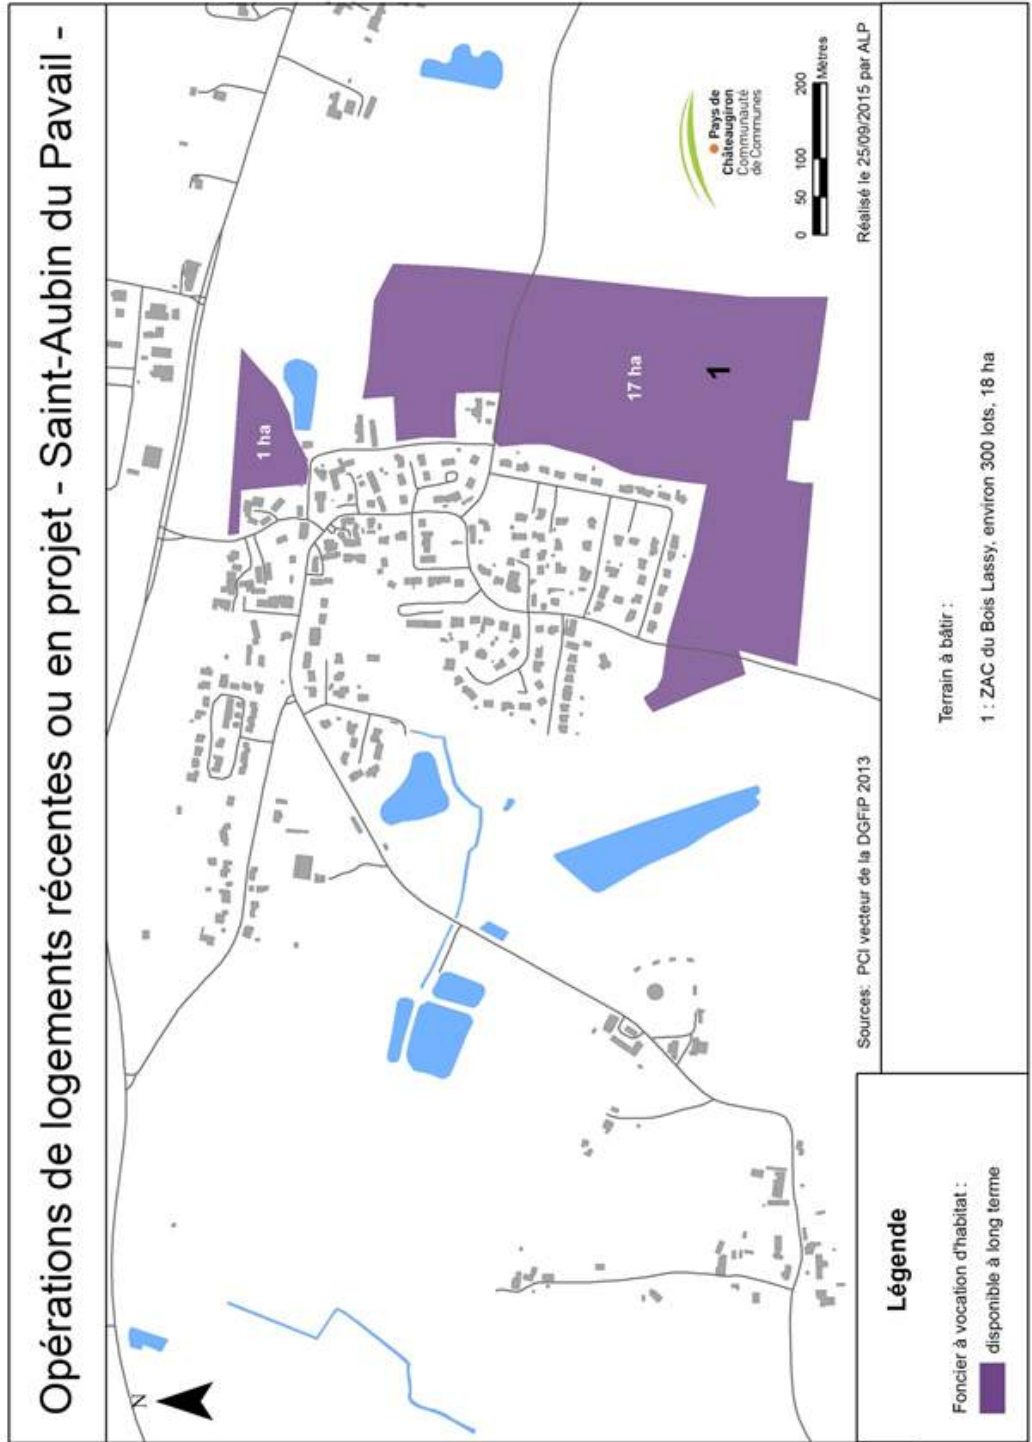 Opérations de logements récentes ou en projet - Saint-Aubin du Pavail -
N
1 ha
17 ha
1
Pays de
Châteaugiron
Communauté
de Communes
0 50 100 200
Mètres
Sources: PCI vecteur de la DGFiP 2013
Réalisé le 25/09/2015 par ALP
Légende
Foncier à vocation d'habitat :
disponible à long terme
Terrain à bâtir :
1 : ZAC du Bois Lassy, environ 300 lots, 18 ha